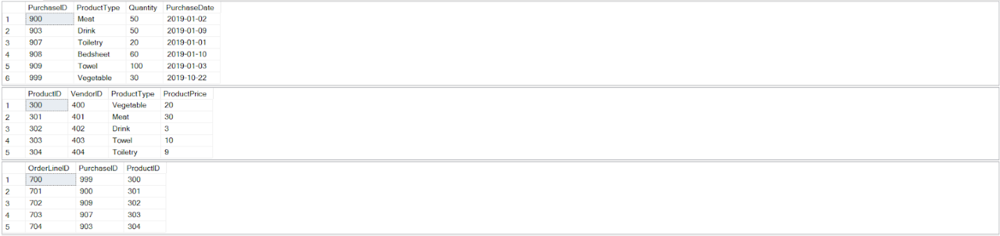 PurchaseID ProductType Quantity PurchaseDate
1 900 Meat 50 2019-01-02
2 903 Drink 50 2019-01-09
3 907 Toiletry 20 2019-01-01
4 908 Bedsheet 60 2019-01-10
5 909 Towel 100 2019-01-03
6 999 Vegetable 30 2019-10-22
ProductID VendorID ProductType ProductPrice
1 300 400 Vegetable 20
2 301 401 Meat 30
3 302 402 Drink 3
4 303 403 Towel 10
5 304 404 Toiletry 9
OrderLineID PurchaseID ProductID
1 700 999 300
2 701 900 301
3 702 909 302
4 703 907 303
5 704 903 304